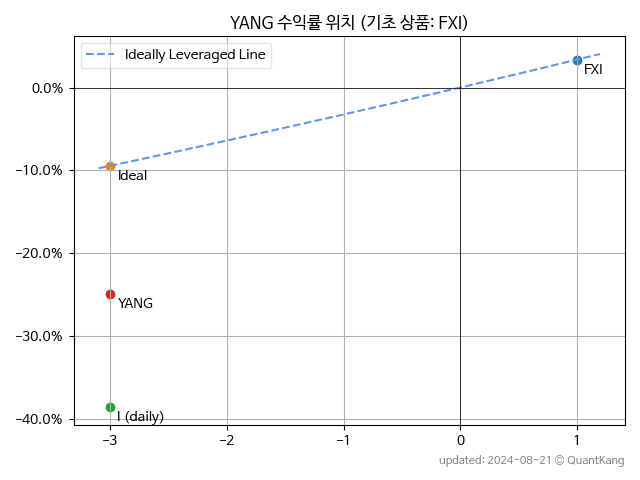 YANG 수익률 위치 (기초 상품: FXI)
Ideally Leveraged Line
FXI
0.0%
−10.0%
Ideal
−20.0%
YANG
−30.0%
I (daily)
−40.0%
−3
−2
−1
0
1
updated: 2024-08-21 © QuantKang